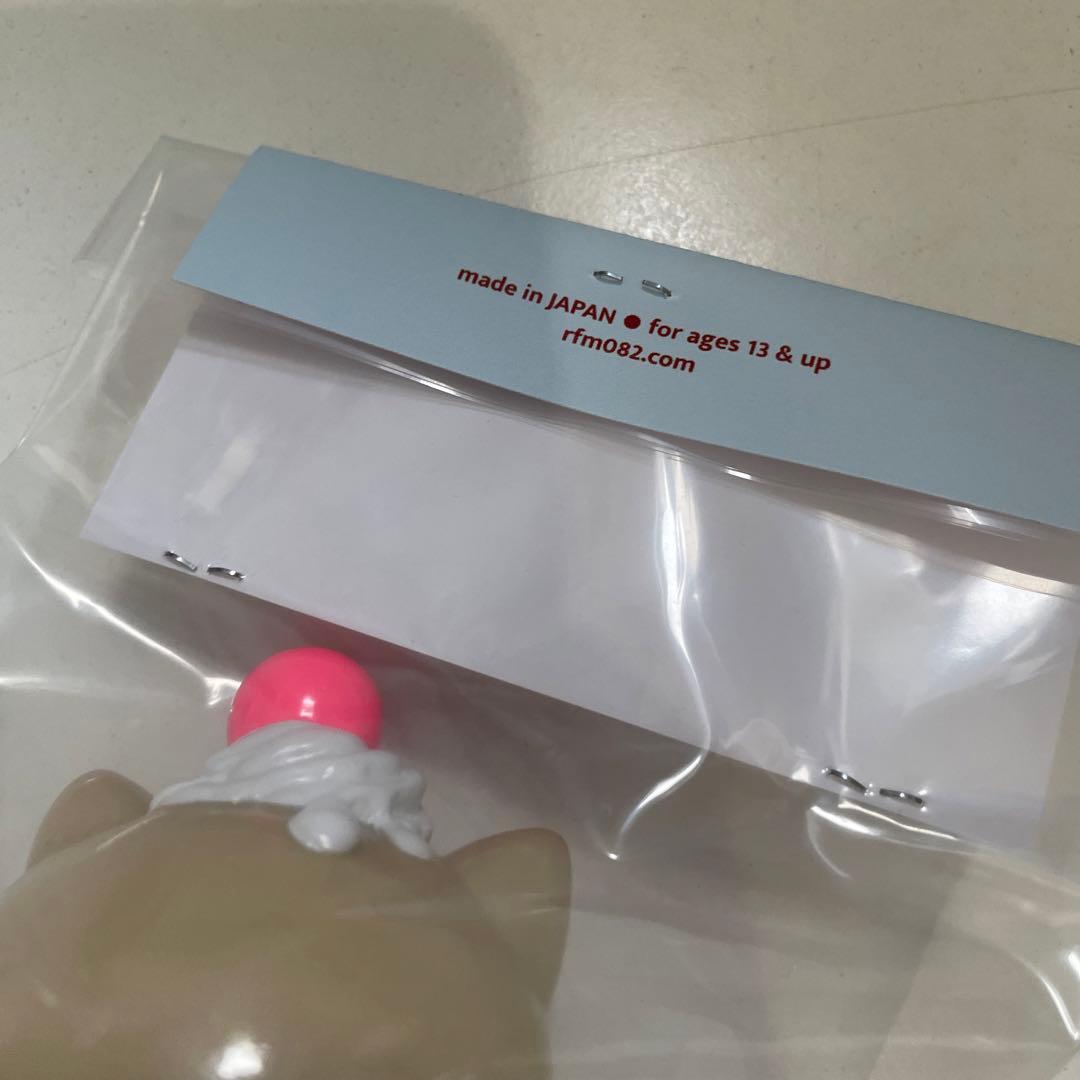 made in JAPAN ● for ages 13 & up
rfm082.com